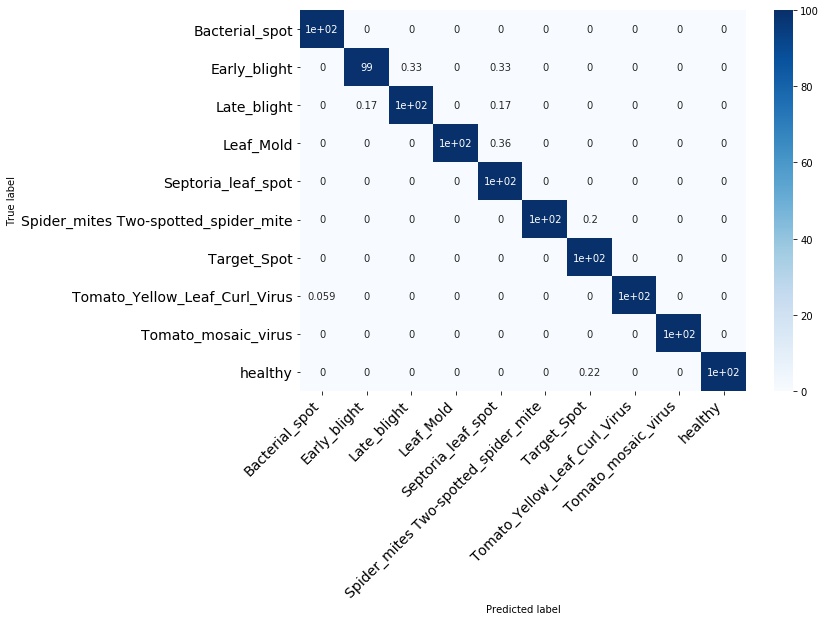 Bacterial_spot 1e+02 0 0 0 0 0 0 0 0 0 100
Early_blight 0 99 0.33 0 0.33 0 0 0 0 0
Late_blight 0 0.17 1e+02 0 0.17 0 0 0 0 0 80
Leaf_Mold 0 0 0 1e+02 0.36 0 0 0 0 0
Septoria_leaf_spot 0 0 0 0 1e+02 0 0 0 0 0 60
Spider_mites Two-spotted_spider_mite 0 0 0 0 0 1e+02 0.2 0 0 0 40
Target_Spot 0 0 0 0 0 0 1e+02 0 0 0
Tomato_Yellow_Leaf_Curl_Virus 0.059 0 0 0 0 0 0 1e+02 0 0 20
Tomato_mosaic_virus 0 0 0 0 0 0 0 0 1e+02 0
healthy 0 0 0 0 0 0 0.22 0 0 1e+02 0
True label
Bacterial_spot
Early_blight
Late_blight
Leaf_Mold
Septoria_leaf_spot
Spider_mites Two-spotted_spider_mite
Target_Spot
Tomato_Yellow_Leaf_Curl_Virus
Tomato_mosaic_virus
healthy
Predicted label